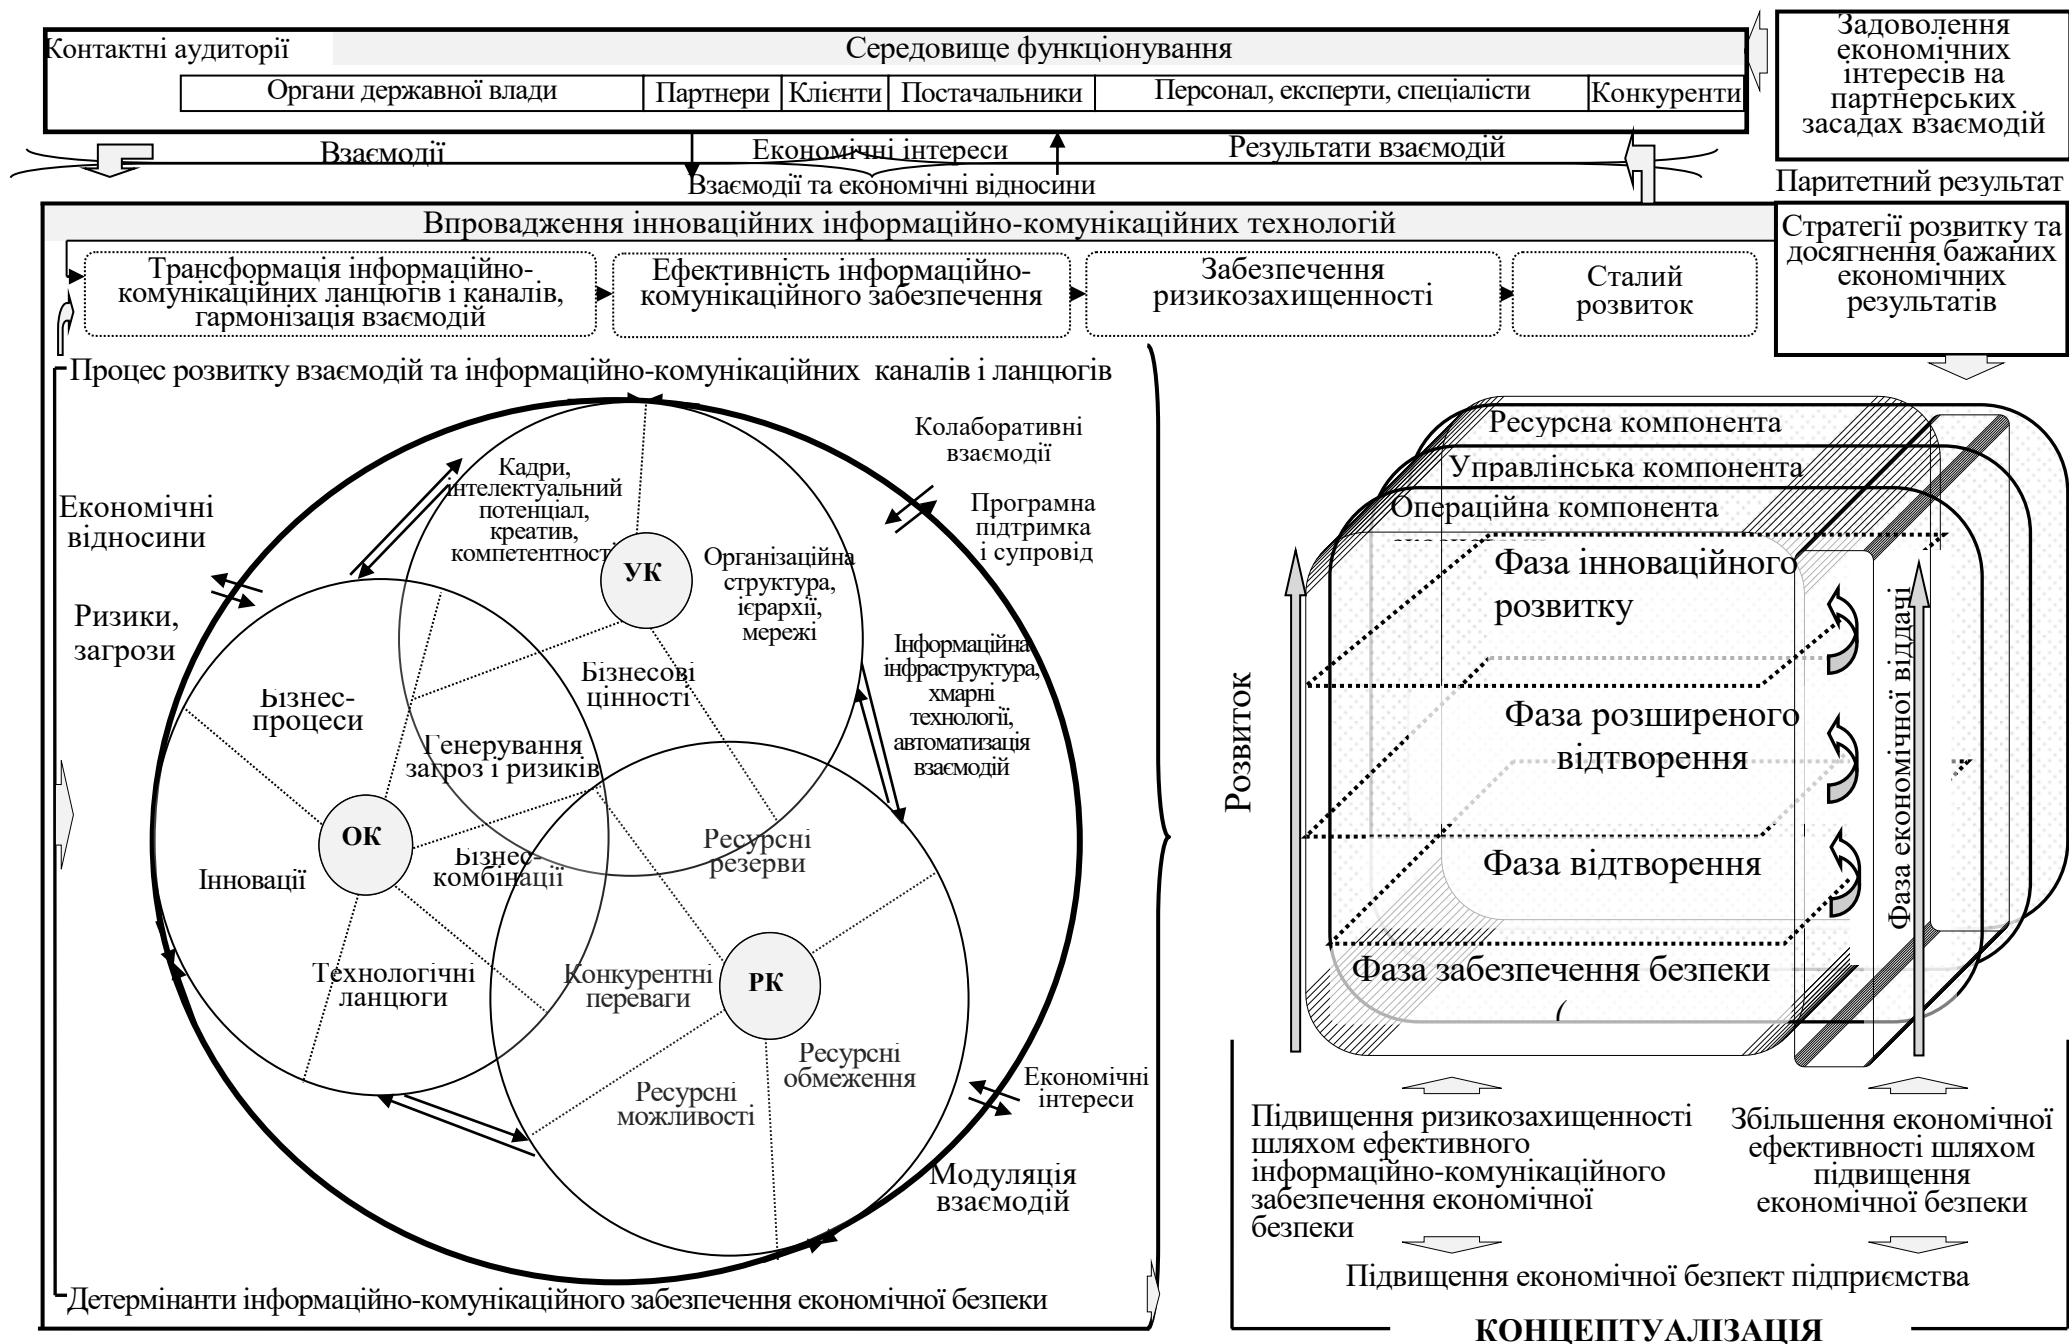 Контактні аудиторії
Середовище функціонування
Органи державної влади
Партнери
Клієнти
Постачальники
Персонал, експерти, спеціалісти
Конкуренти
Задоволення
економічних
інтересів на
партнерських
засадах взаємодій
Взаємодії
Економічні інтереси
Результати взаємодій
Взаємодії та економічні відносини
Паритетний результат
Впровадження інноваційних інформаційно-комунікаційних технологій
Стратегії розвитку та
досягнення бажаних
економічних
результатів
Трансформація інформаційно-
комунікаційних ланцюгів і каналів,
гармонізація взаємодій
Ефективність інформаційно-
комунікаційного забезпечення
Забезпечення
ризикозахищенності
Сталий
розвиток
Процес розвитку взаємодій та інформаційно-комунікаційних каналів і ланцюгів
Колаборативні
взаємодії
Програмна
підтримка
і супровід
Економічні
відносини
Ризики,
загрози
Кадри,
інтелектуальний
потенціал,
креатив,
компетентност
УК
Організаційна
структура,
ієрархії,
мережі
Інформаційна
інфраструктура,
хмарні
технології,
автоматизація
взаємодій
Бізнесові
цінності
Бізнес-
процеси
Генерування
загроз і ризиків
ОК
Інновації
Бізнес-
комбінації
Ресурсні
резерви
Технологічні
ланцюги
Конкурентні
переваги
РК
Ресурсні
обмеження
Ресурсні
можливості
Економічні
інтереси
Модуляція
взаємодій
Детермінанти інформаційно-комунікаційного забезпечення економічної безпеки
Ресурсна компонента
Управлінська компонента
Операційна компонента
Фаза інноваційного
розвитку
Фаза розширеного
відтворення
Фаза відтворення
Фаза забезпечення безпеки
(
Розвиток
Фаза економічної віддачі
Підвищення ризикозахищенності
шляхом ефективного
інформаційно-комунікаційного
забезпечення економічної
безпеки
Збільшення економічної
ефективності шляхом
підвищення
економічної безпеки
Підвищення економічної безпект підприємства
КОНЦЕПТУАЛІЗАЦІЯ